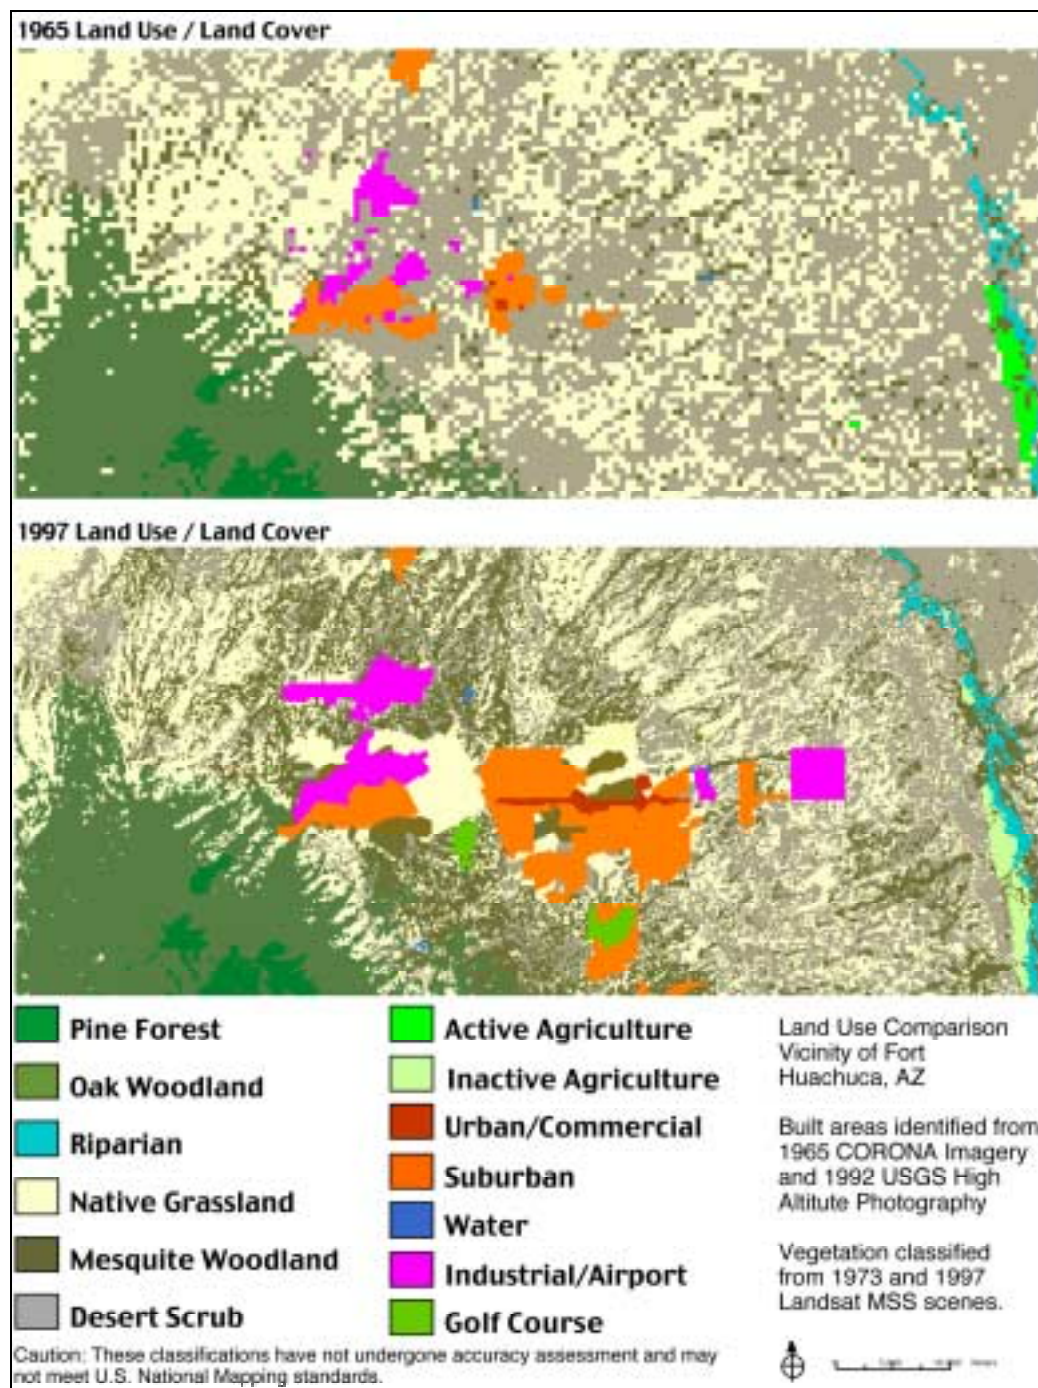 1965 Land Use / Land Cover
1997 Land Use / Land Cover
Pine Forest
Oak Woodland
Riparian
Native Grassland
Mesquite Woodland
Desert Scrub
Active Agriculture
Inactive Agriculture
Urban/Commercial
Suburban
Water
Industrial/Airport
Golf Course
Land Use Comparison
Vicinity of Fort
Huachuca, AZ
Built areas identified from
1965 CORONA Imagery
and 1992 USGS High
Altitute Photography
Vegetation classified
from 1973 and 1997
Landsat MSS scenes.
Caution: These classifications have not undergone accuracy assessment and may
not meet U.S. National Mapping standards.